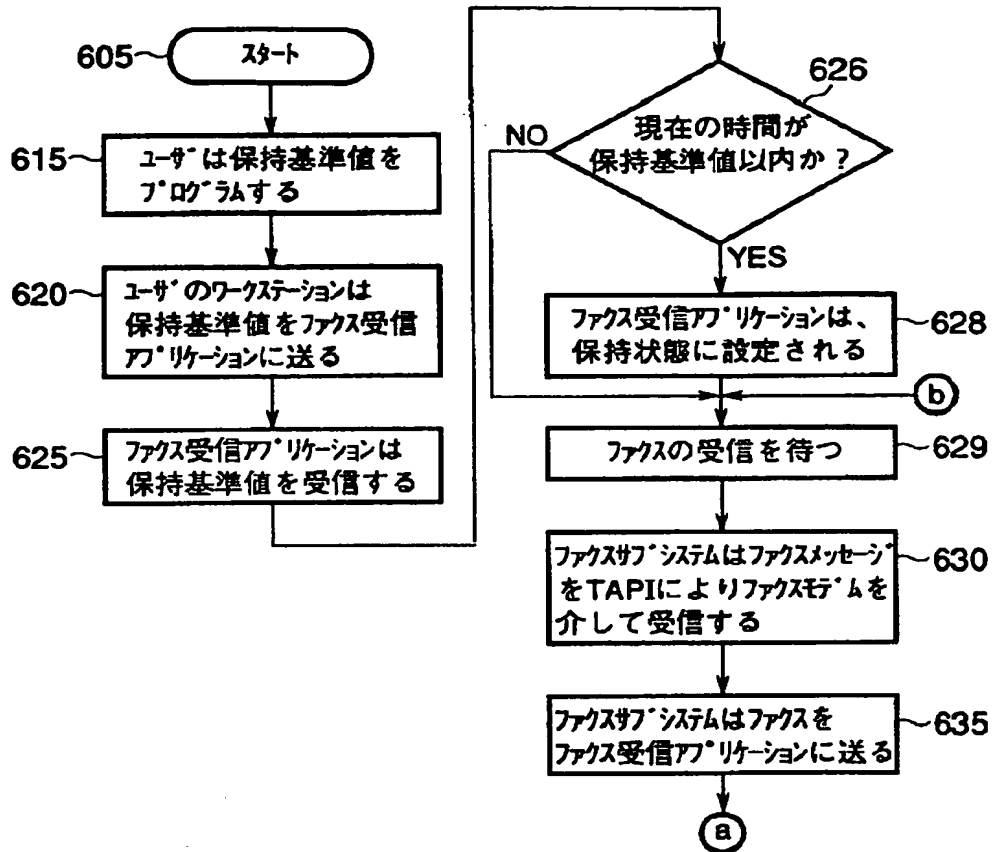 605
スタート
615
ユーザは保持基準値を
プログラムする
620
ユーザのワークステーションは
保持基準値をファクス受信
アプリケーションに送る
625
ファクス受信アプリケーションは
保持基準値を受信する
626
現在の時間が
保持基準値以内か?
NO
YES
ファクス受信アプリケーションは、
保持状態に設定される
628
b
ファクスの受信を待つ
629
ファクスサブシステムはファクスメッセージ
をTAPIによりファクスモデムを
介して受信する
630
ファクスサブシステムはファクスを
ファクス受信アプリケーションに送る
635
a